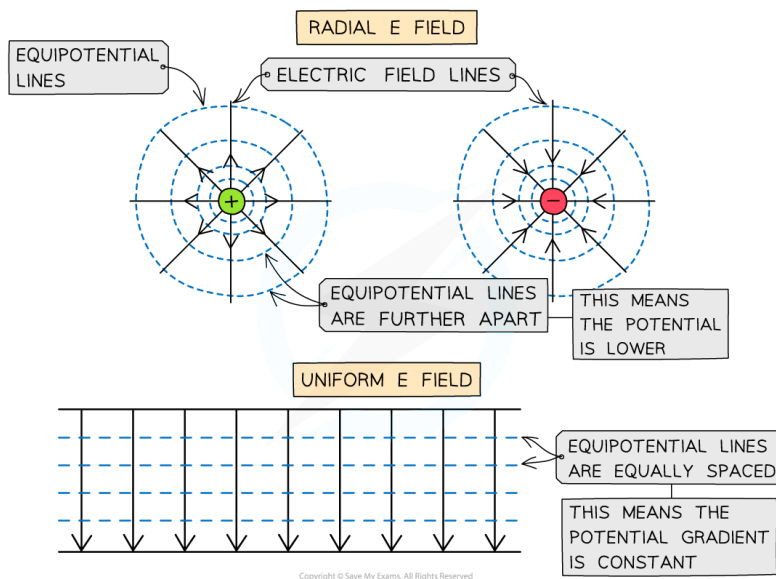 RADIAL E FIELD
EQUIPOTENTIAL
LINES
ELECTRIC FIELD LINES
+
−
EQUIPOTENTIAL LINES
ARE FURTHER APART
THIS MEANS
THE POTENTIAL
IS LOWER
UNIFORM E FIELD
EQUIPOTENTIAL LINES
ARE EQUALLY SPACED
THIS MEANS THE
POTENTIAL GRADIENT
IS CONSTANT
Copyright © Save My Exams. All Rights Reserved